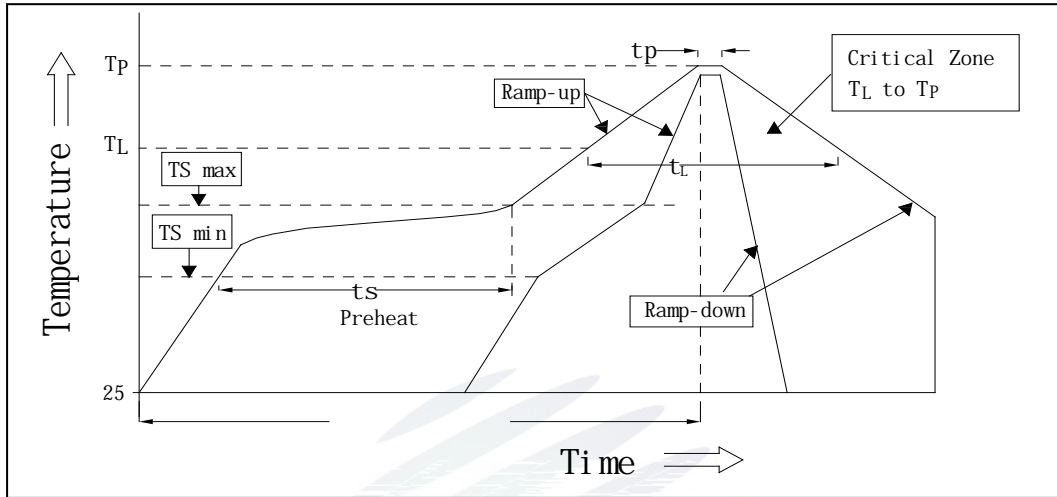 tp
TP
Critical Zone
TL to TP
Ramp-up
TL
TS max
tL
TS min
ts
Preheat
Ramp-down
25
Temperature
Time